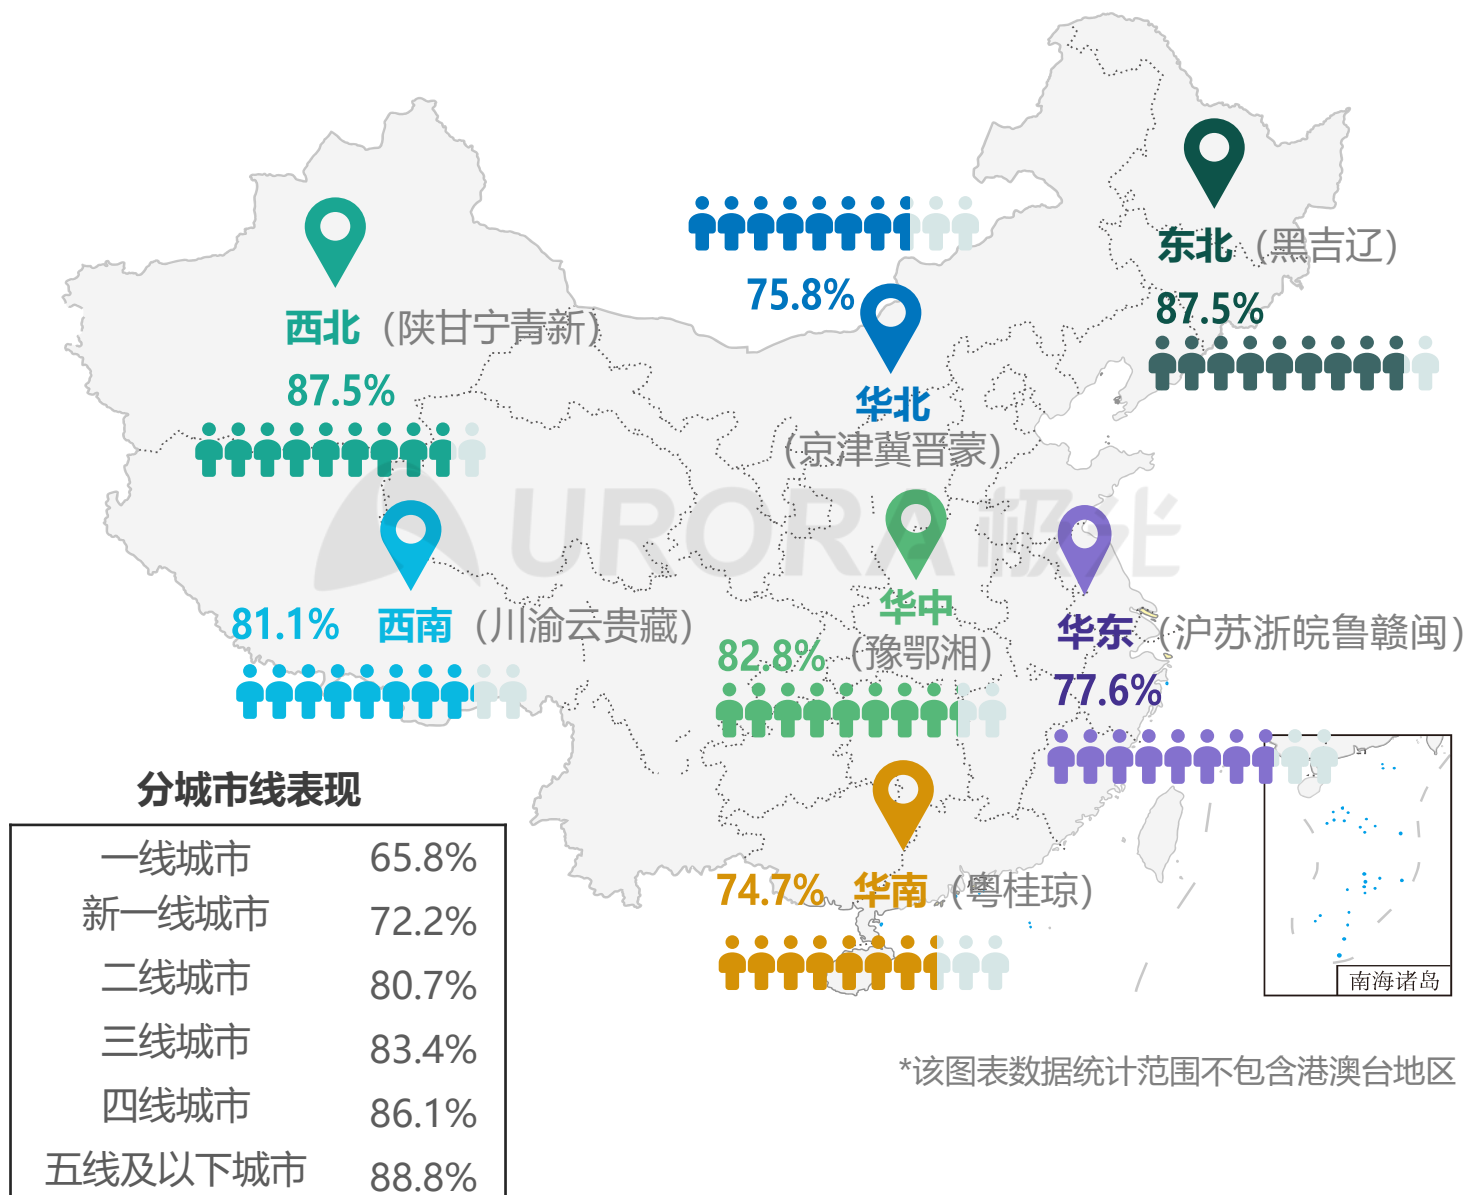 75.8%
东北（黑吉辽）
87.5%
西北（陕甘宁青新）
87.5%
华北
（京津冀晋蒙）
AURORA 极光
81.1% 西南（川渝云贵藏）
华中
82.8%（豫鄂湘）
华东（沪苏浙皖鲁赣闽）
77.6%
74.7% 华南（粤桂琼）
南海诸岛
分城市线表现
一线城市 65.8%
新一线城市 72.2%
二线城市 80.7%
三线城市 83.4%
四线城市 86.1%
五线及以下城市 88.8%
*该图表数据统计范围不包含港澳台地区